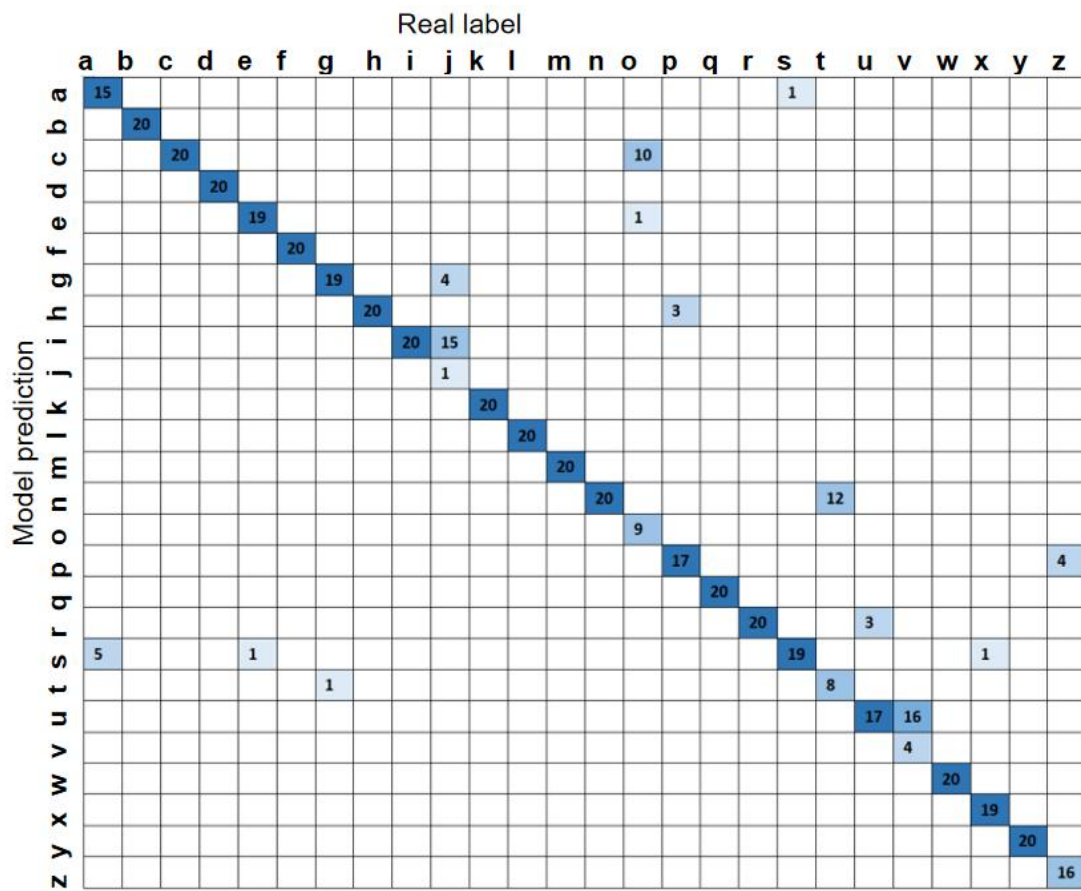 Real label
a b c d e f g h i j k l m n o p q r s t u v w x y z
Model prediction
a 15 1
b 20
c 20 10
d 20
e 19 1
f 20
g 19 4
h 20 3
i 20 15
j 1
k 20
l 20
m 20
n 20 12
o 9
p 17 4
q 20
r 20 3
s 5 1 19 1
t 1 8
u 17 16
v 4
w 20
x 19
y 20
z 16